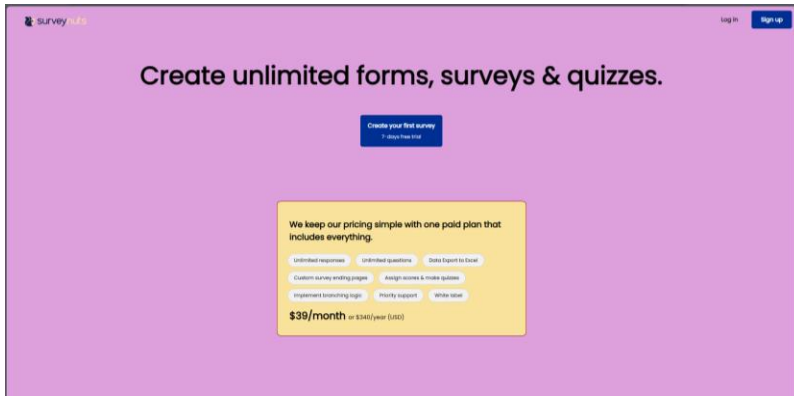 surveynuts
Log in
Sign up
Create unlimited forms, surveys & quizzes.
Create your first survey
7-days free trial
We keep our pricing simple with one paid plan that
includes everything.
Unlimited responses
Unlimited questions
Data Export to Excel
Custom survey ending pages
Assign scores & make quizzes
Implement branching logic
Priority support
White label
$39/month or $340/year (USD)